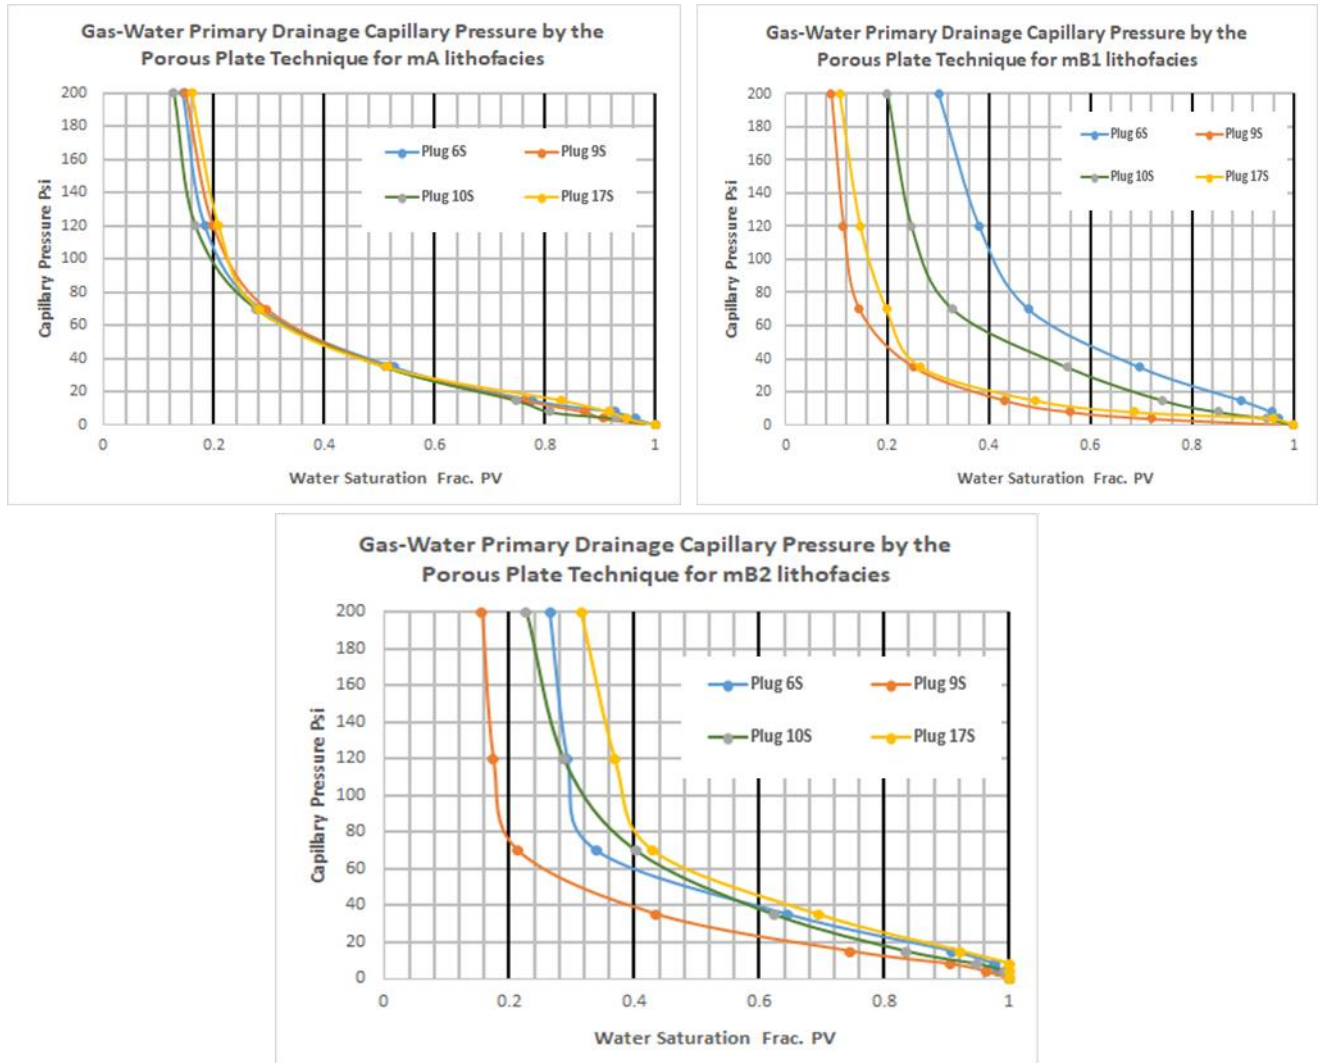 Gas-Water Primary Drainage Capillary Pressure by the
Porous Plate Technique for mA lithofacies
200
180
160
140
120
100
80
60
40
20
0
Capillary Pressure Psi
Plug 6S
Plug 9S
Plug 10S
Plug 17S
0 0.2 0.4 0.6 0.8 1
Water Saturation Frac. PV
Gas-Water Primary Drainage Capillary Pressure by the
Porous Plate Technique for mB1 lithofacies
200
180
160
140
120
100
80
60
40
20
0
Capillary Pressure Psi
Plug 6S
Plug 9S
Plug 10S
Plug 17S
0 0.2 0.4 0.6 0.8 1
Water Saturation Frac. PV
Gas-Water Primary Drainage Capillary Pressure by the
Porous Plate Technique for mB2 lithofacies
200
180
160
140
120
100
80
60
40
20
0
Capillary Pressure Psi
Plug 6S
Plug 9S
Plug 10S
Plug 17S
0 0.2 0.4 0.6 0.8 1
Water Saturation Frac. PV